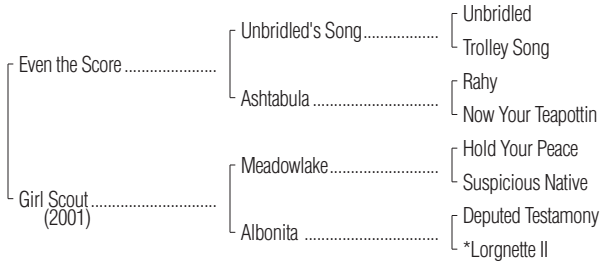 Unbridled
Unbridled's Song...................
Trolley Song
Even the Score......................
Rahy
Ashtabula..............................
Now Your Teapottin
Hold Your Peace
Meadowlake..........................
Suspicious Native
Girl Scout..............................
(2001)
Deputed Testamony
Albonita ................................
*Lorgnette II